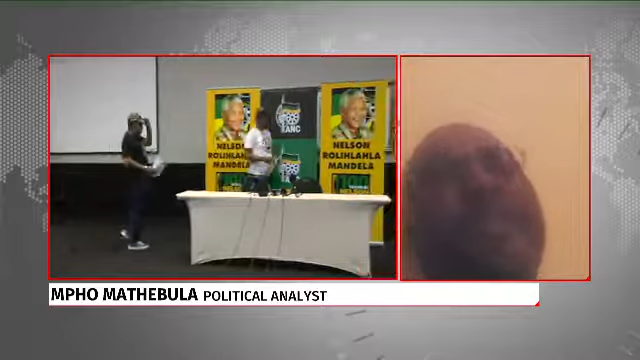 ANC
NELSON
ROLIHLAHLA
MANDELA
NELSON
ROLIHLAHLA
MANDELA
MPHO MATHEBULA POLITICAL ANALYST